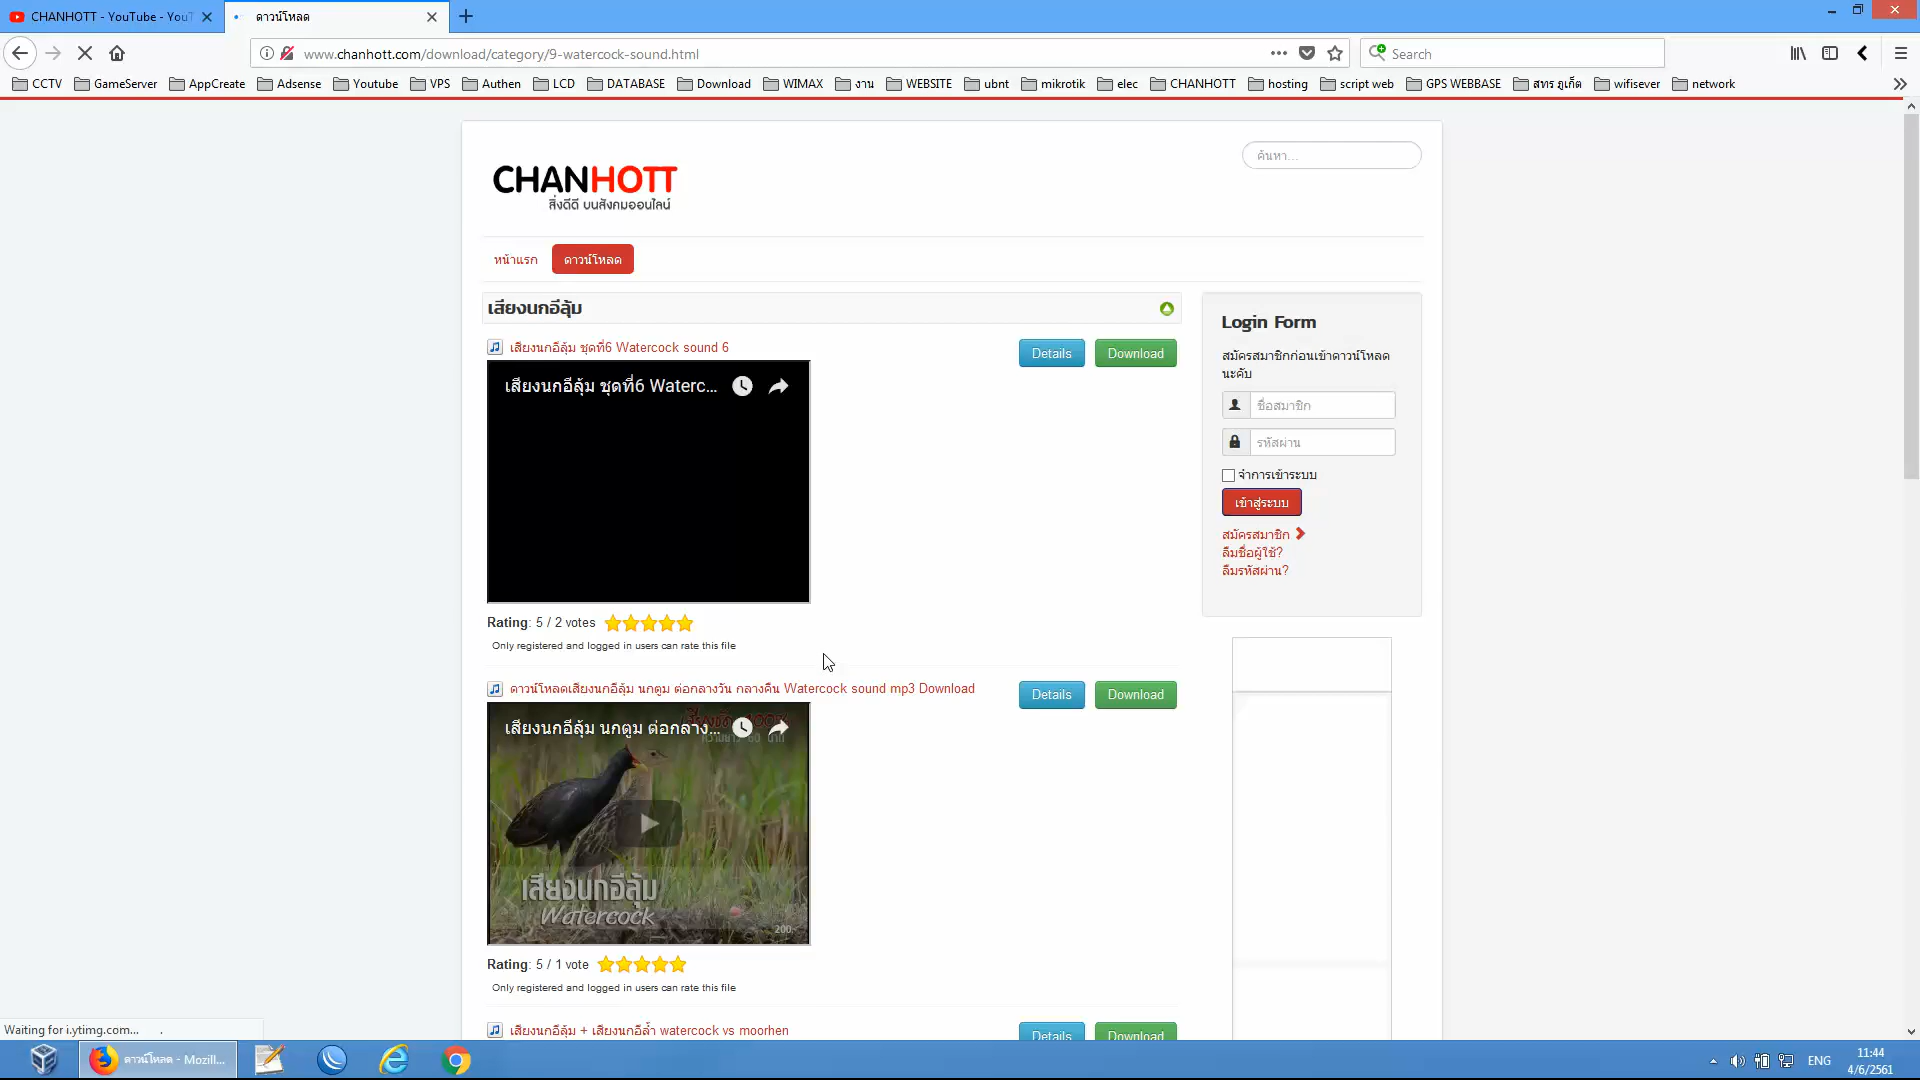 CHANHOTT - YouTube - YouT
ดาวน์โหลด
www.chanhott.com/download/category/9-watercock-sound.html
Search
CCTV GameServer AppCreate Adsense Youtube VPS Authen LCD DATABASE Download WIMAX งาน WEBSITE ubnt mikrotik elec CHANHOTT hosting script web GPS WEBBASE สทร ภูเก็ต wifisever network
ค้นหา...
CHANHOTT
สิ่งดีดี บนสังคมออนไลน์
หน้าแรก ดาวน์โหลด
เสียงนกอีลุ้ม
เสียงนกอีลุ้ม ชุดที่6 Watercock sound 6
Details Download
เสียงนกอีลุ้ม ชุดที่6 Waterc...
Rating: 5 / 2 votes
Only registered and logged in users can rate this file
ดาวน์โหลดเสียงนกอีลุ้ม นกตูม ต่อกลางวัน กลางคืน Watercock sound mp3 Download
Details Download
เสียงนกอีลุ้ม นกตูม ต่อกลาง...
เสียงนกอีลุ้ม
Watercock
200.-
Rating: 5 / 1 vote
Only registered and logged in users can rate this file
เสียงนกอีลุ้ม + เสียงนกอีล้ำ watercock vs moorhen
Details Download
Login Form
สมัครสมาชิกก่อนเข้าดาวน์โหลด
นะคับ
ชื่อสมาชิก
รหัสผ่าน
จำการเข้าระบบ
เข้าสู่ระบบ
สมัครสมาชิก
ลืมชื่อผู้ใช้?
ลืมรหัสผ่าน?
Waiting for i.ytimg.com...
ดาวน์โหลด - Mozill...
ENG
11:44
4/6/2561